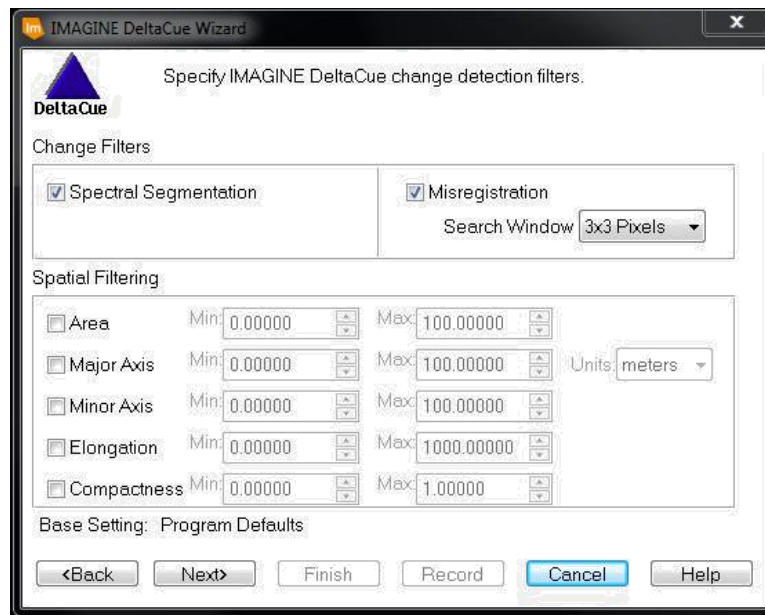 Im IMAGINE DeltaCue Wizard x
Specify IMAGINE DeltaCue change detection filters.
DeltaCue
Change Filters
Spectral Segmentation Misregistration
Search Window 3x3 Pixels
Spatial Filtering
Area Min: 0.00000 Max: 100.00000
Major Axis Min: 0.00000 Max: 100.00000 Units: meters
Minor Axis Min: 0.00000 Max: 100.00000
Elongation Min: 0.00000 Max: 1000.00000
Compactness Min: 0.00000 Max: 1.00000
Base Setting: Program Defaults
<Back Next> Finish Record Cancel Help